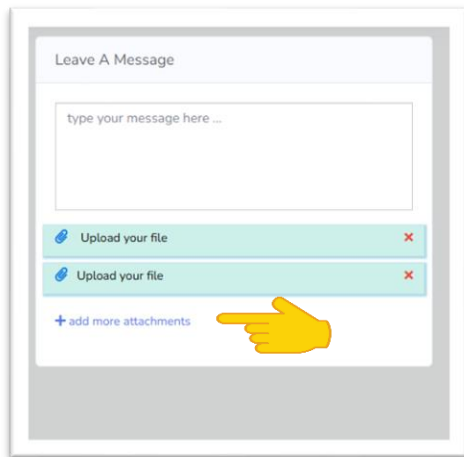 Leave A Message
type your message here ...
Upload your file
Upload your file
+ add more attachments